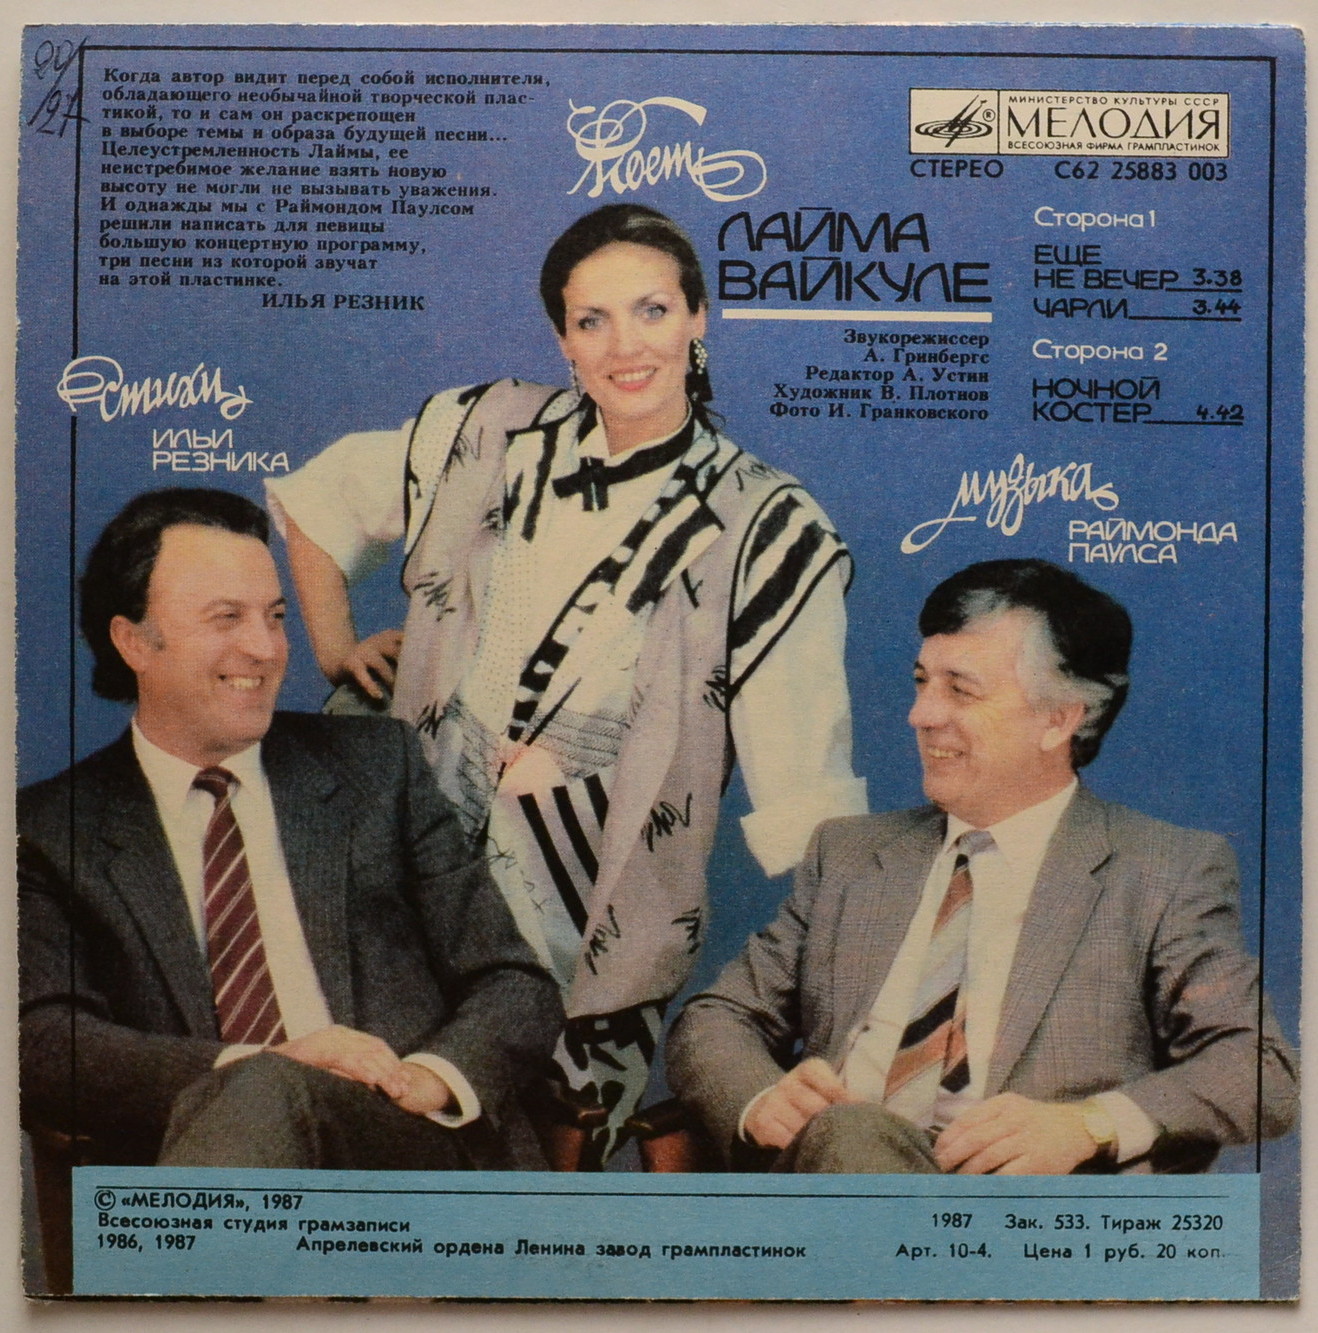 29/
/27
Когда автор видит перед собой исполнителя,
обладающего необычайной творческой плас-
тикой, то и сам он раскрепощен
в выборе темы и образа будущей песни...
Целеустремленность Лаймы, ее
неистребимое желание взять новую
высоту не могли не вызывать уважения.
И однажды мы с Раймондом Паулсом
решили написать для певицы
большую концертную программу,
три песни из которой звучат
на этой пластинке.
ИЛЬЯ РЕЗНИК
Поет
ЛАЙМА
ВАЙКУЛЕ
Звукорежиссер
А. Гринбергс
Редактор А. Устин
Художник В. Плотнов
Фото И. Гранковского
МИНИСТЕРСТВО КУЛЬТУРЫ СССР
® МЕЛОДИЯ
ВСЕСОЮЗНАЯ ФИРМА ГРАМПЛАСТИНОК
СТЕРЕО С62 25883 003
Сторона 1
ЕЩЕ
НЕ ВЕЧЕР 3.38
ЧАРЛИ 3.44
Сторона 2
НОЧНОЙ
КОСТЕР 4.42
стихи
ИЛЬИ
РЕЗНИКА
музыка
РАЙМОНДА
ПАУЛСА
© «МЕЛОДИЯ», 1987
Всесоюзная студия грамзаписи
1986, 1987 Апрелевский ордена Ленина завод грампластинок
1987 Зак. 533. Тираж 25320
Арт. 10-4. Цена 1 руб. 20 коп.